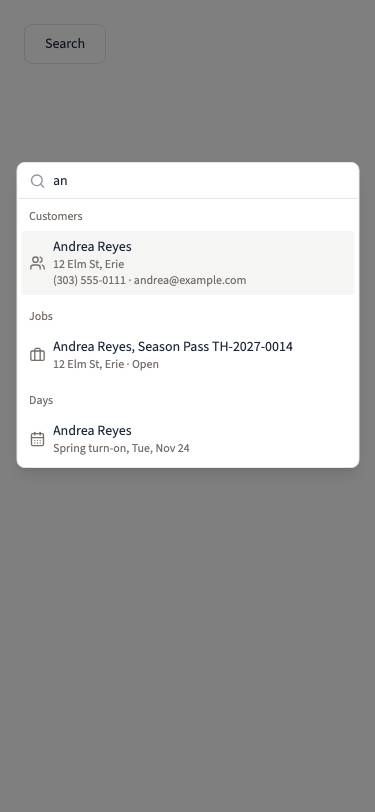 Search
an
Customers
Andrea Reyes
12 Elm St, Erie
(303) 555-0111 · andrea@example.com
Jobs
Andrea Reyes, Season Pass TH-2027-0014
12 Elm St, Erie · Open
Days
Andrea Reyes
Spring turn-on, Tue, Nov 24